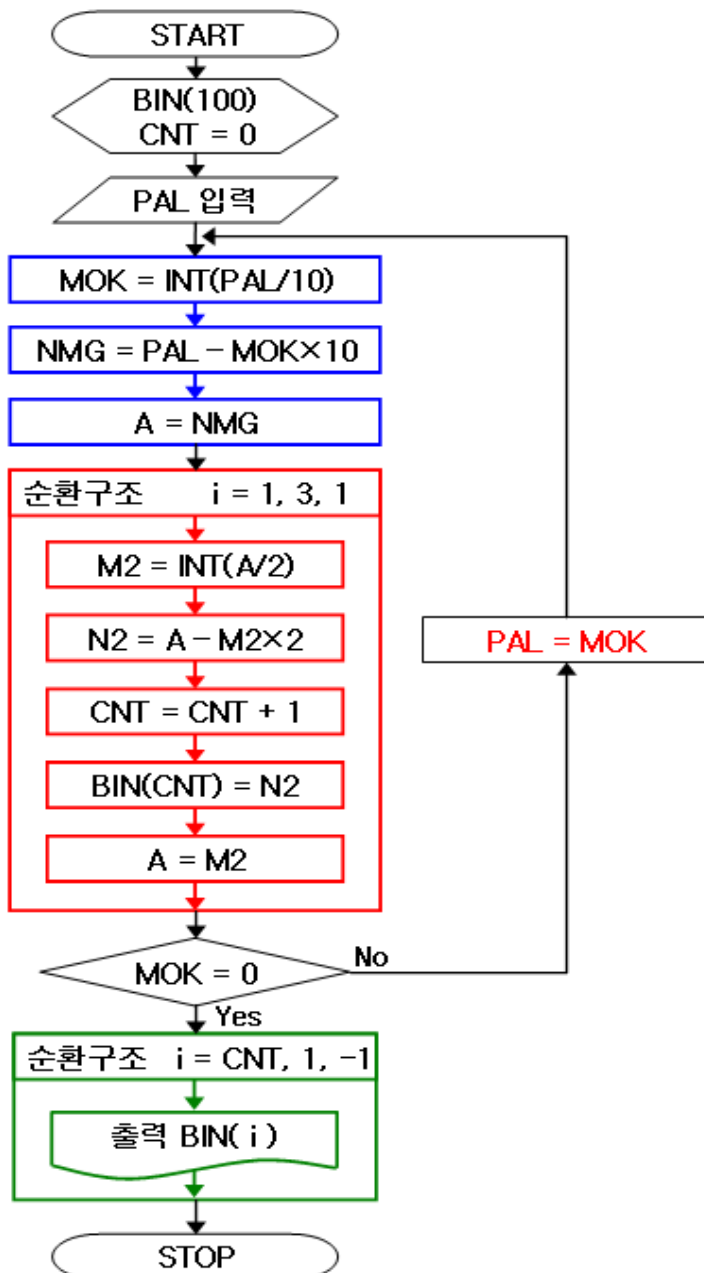 START
BIN(100)
CNT = 0
PAL 입력
MOK = INT(PAL/10)
NMG = PAL − MOK×10
A = NMG
순환구조 i = 1, 3, 1
M2 = INT(A/2)
N2 = A − M2×2
CNT = CNT + 1
BIN(CNT) = N2
A = M2
PAL = MOK
MOK = 0
No
Yes
순환구조 i = CNT, 1, -1
출력 BIN( i )
STOP